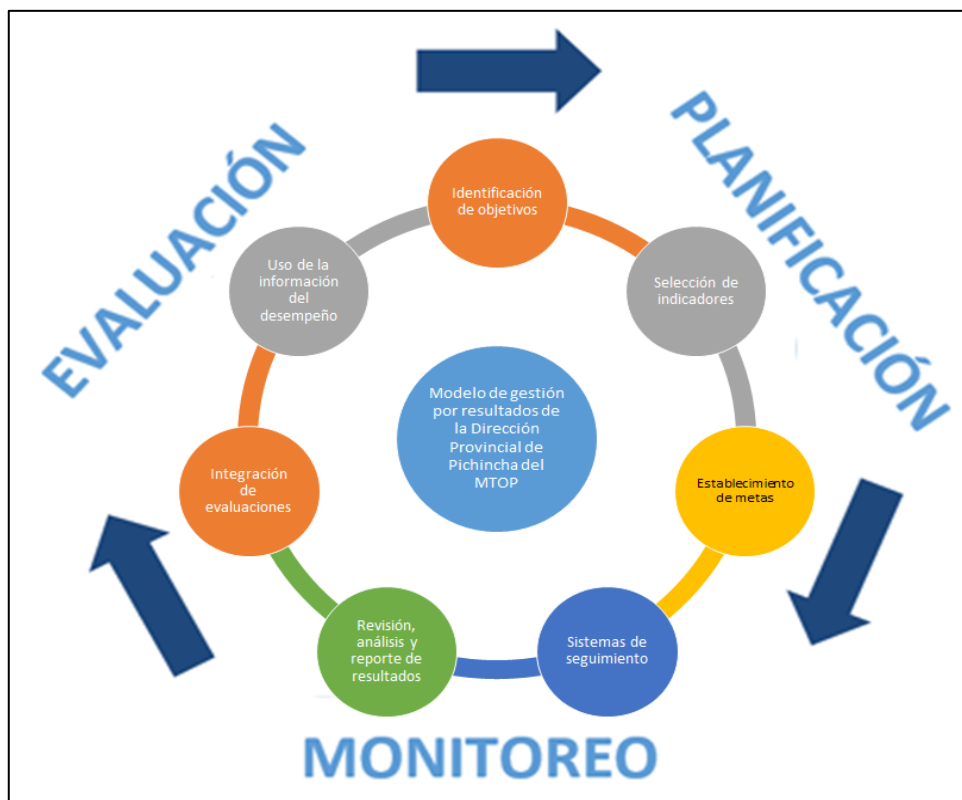 EVALUACIÓN
PLANIFICACIÓN
MONITOREO
Identificación
de objetivos
Selección de
indicadores
Establecimiento
de metas
Sistemas de
seguimiento
Revisión,
análisis y
reporte de
resultados
Integración
de
evaluaciones
Uso de la
información
del
desempeño
Modelo de gestión
por resultados de
la Dirección
Provincial de
Pichincha del
MTOP